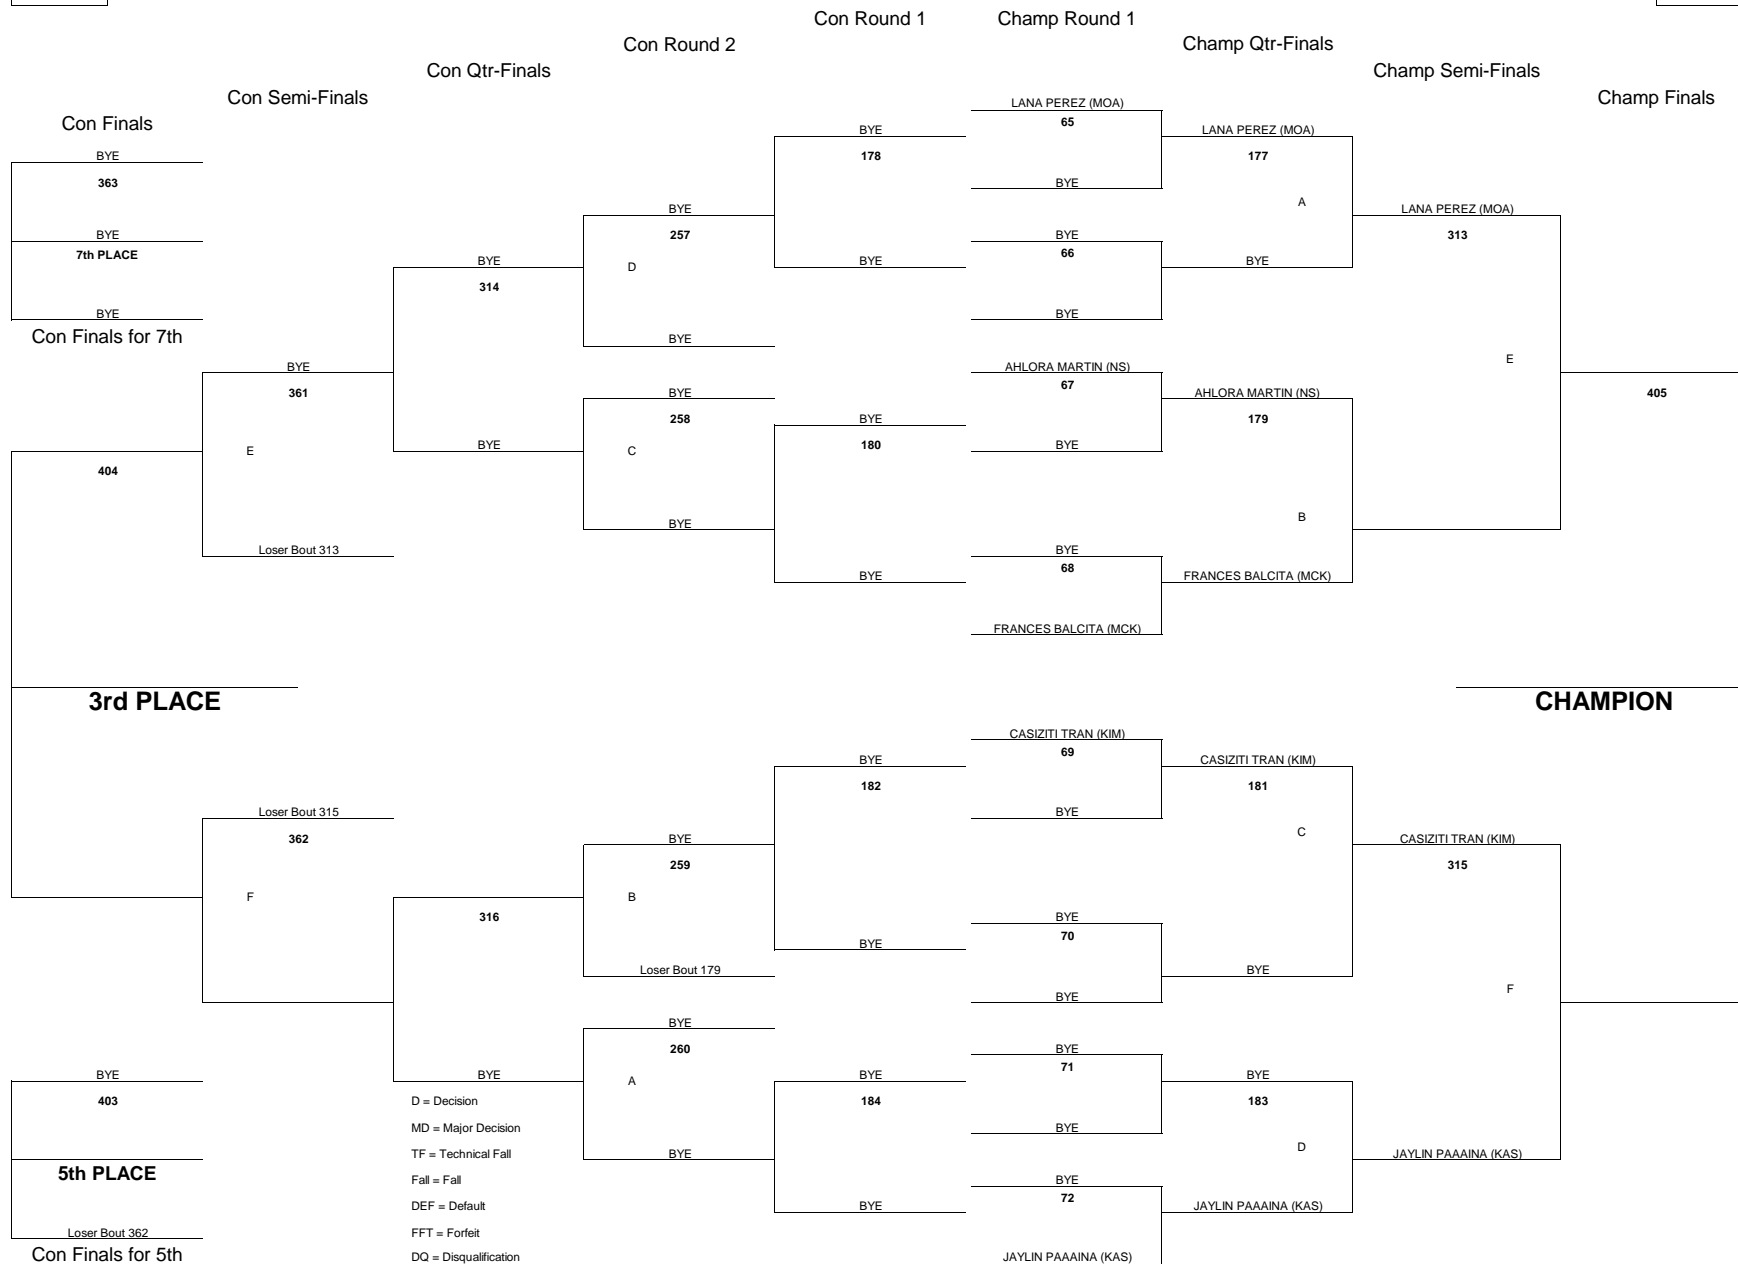 Con Round 1
Champ Round 1
Con Round 2
Champ Qtr-Finals
Con Qtr-Finals
Champ Semi-Finals
Con Semi-Finals
Champ Finals
LANA PEREZ (MOA)
Con Finals
65
BYE
LANA PEREZ (MOA)
BYE
178
177
363
BYE
A
BYE
LANA PEREZ (MOA)
BYE
257
BYE
313
7th PLACE
66
BYE
D
BYE
BYE
314
BYE
BYE
Con Finals for 7th
BYE
E
BYE
AHLORA MARTIN (NS)
67
361
BYE
AHLORA MARTIN (NS)
405
258
BYE
179
E
BYE
C
180
BYE
404
B
BYE
Loser Bout 313
BYE
68
BYE
FRANCES BALCITA (MCK)
FRANCES BALCITA (MCK)
3rd PLACE
CHAMPION
CASIZITI TRAN (KIM)
69
BYE
CASIZITI TRAN (KIM)
182
181
Loser Bout 315
BYE
C
362
BYE
CASIZITI TRAN (KIM)
259
315
F
B
316
BYE
70
BYE
Loser Bout 179
BYE
F
BYE
BYE
260
BYE
71
BYE
BYE
A
BYE
BYE
403
D = Decision
184
183
MD = Major Decision
BYE
D
TF = Technical Fall
BYE
JAYLIN PAAAINA (KAS)
5th PLACE
Fall = Fall
BYE
72
DEF = Default
BYE
JAYLIN PAAAINA (KAS)
Loser Bout 362
FFT = Forfeit
Con Finals for 5th
DQ = Disqualification
JAYLIN PAAAINA (KAS)